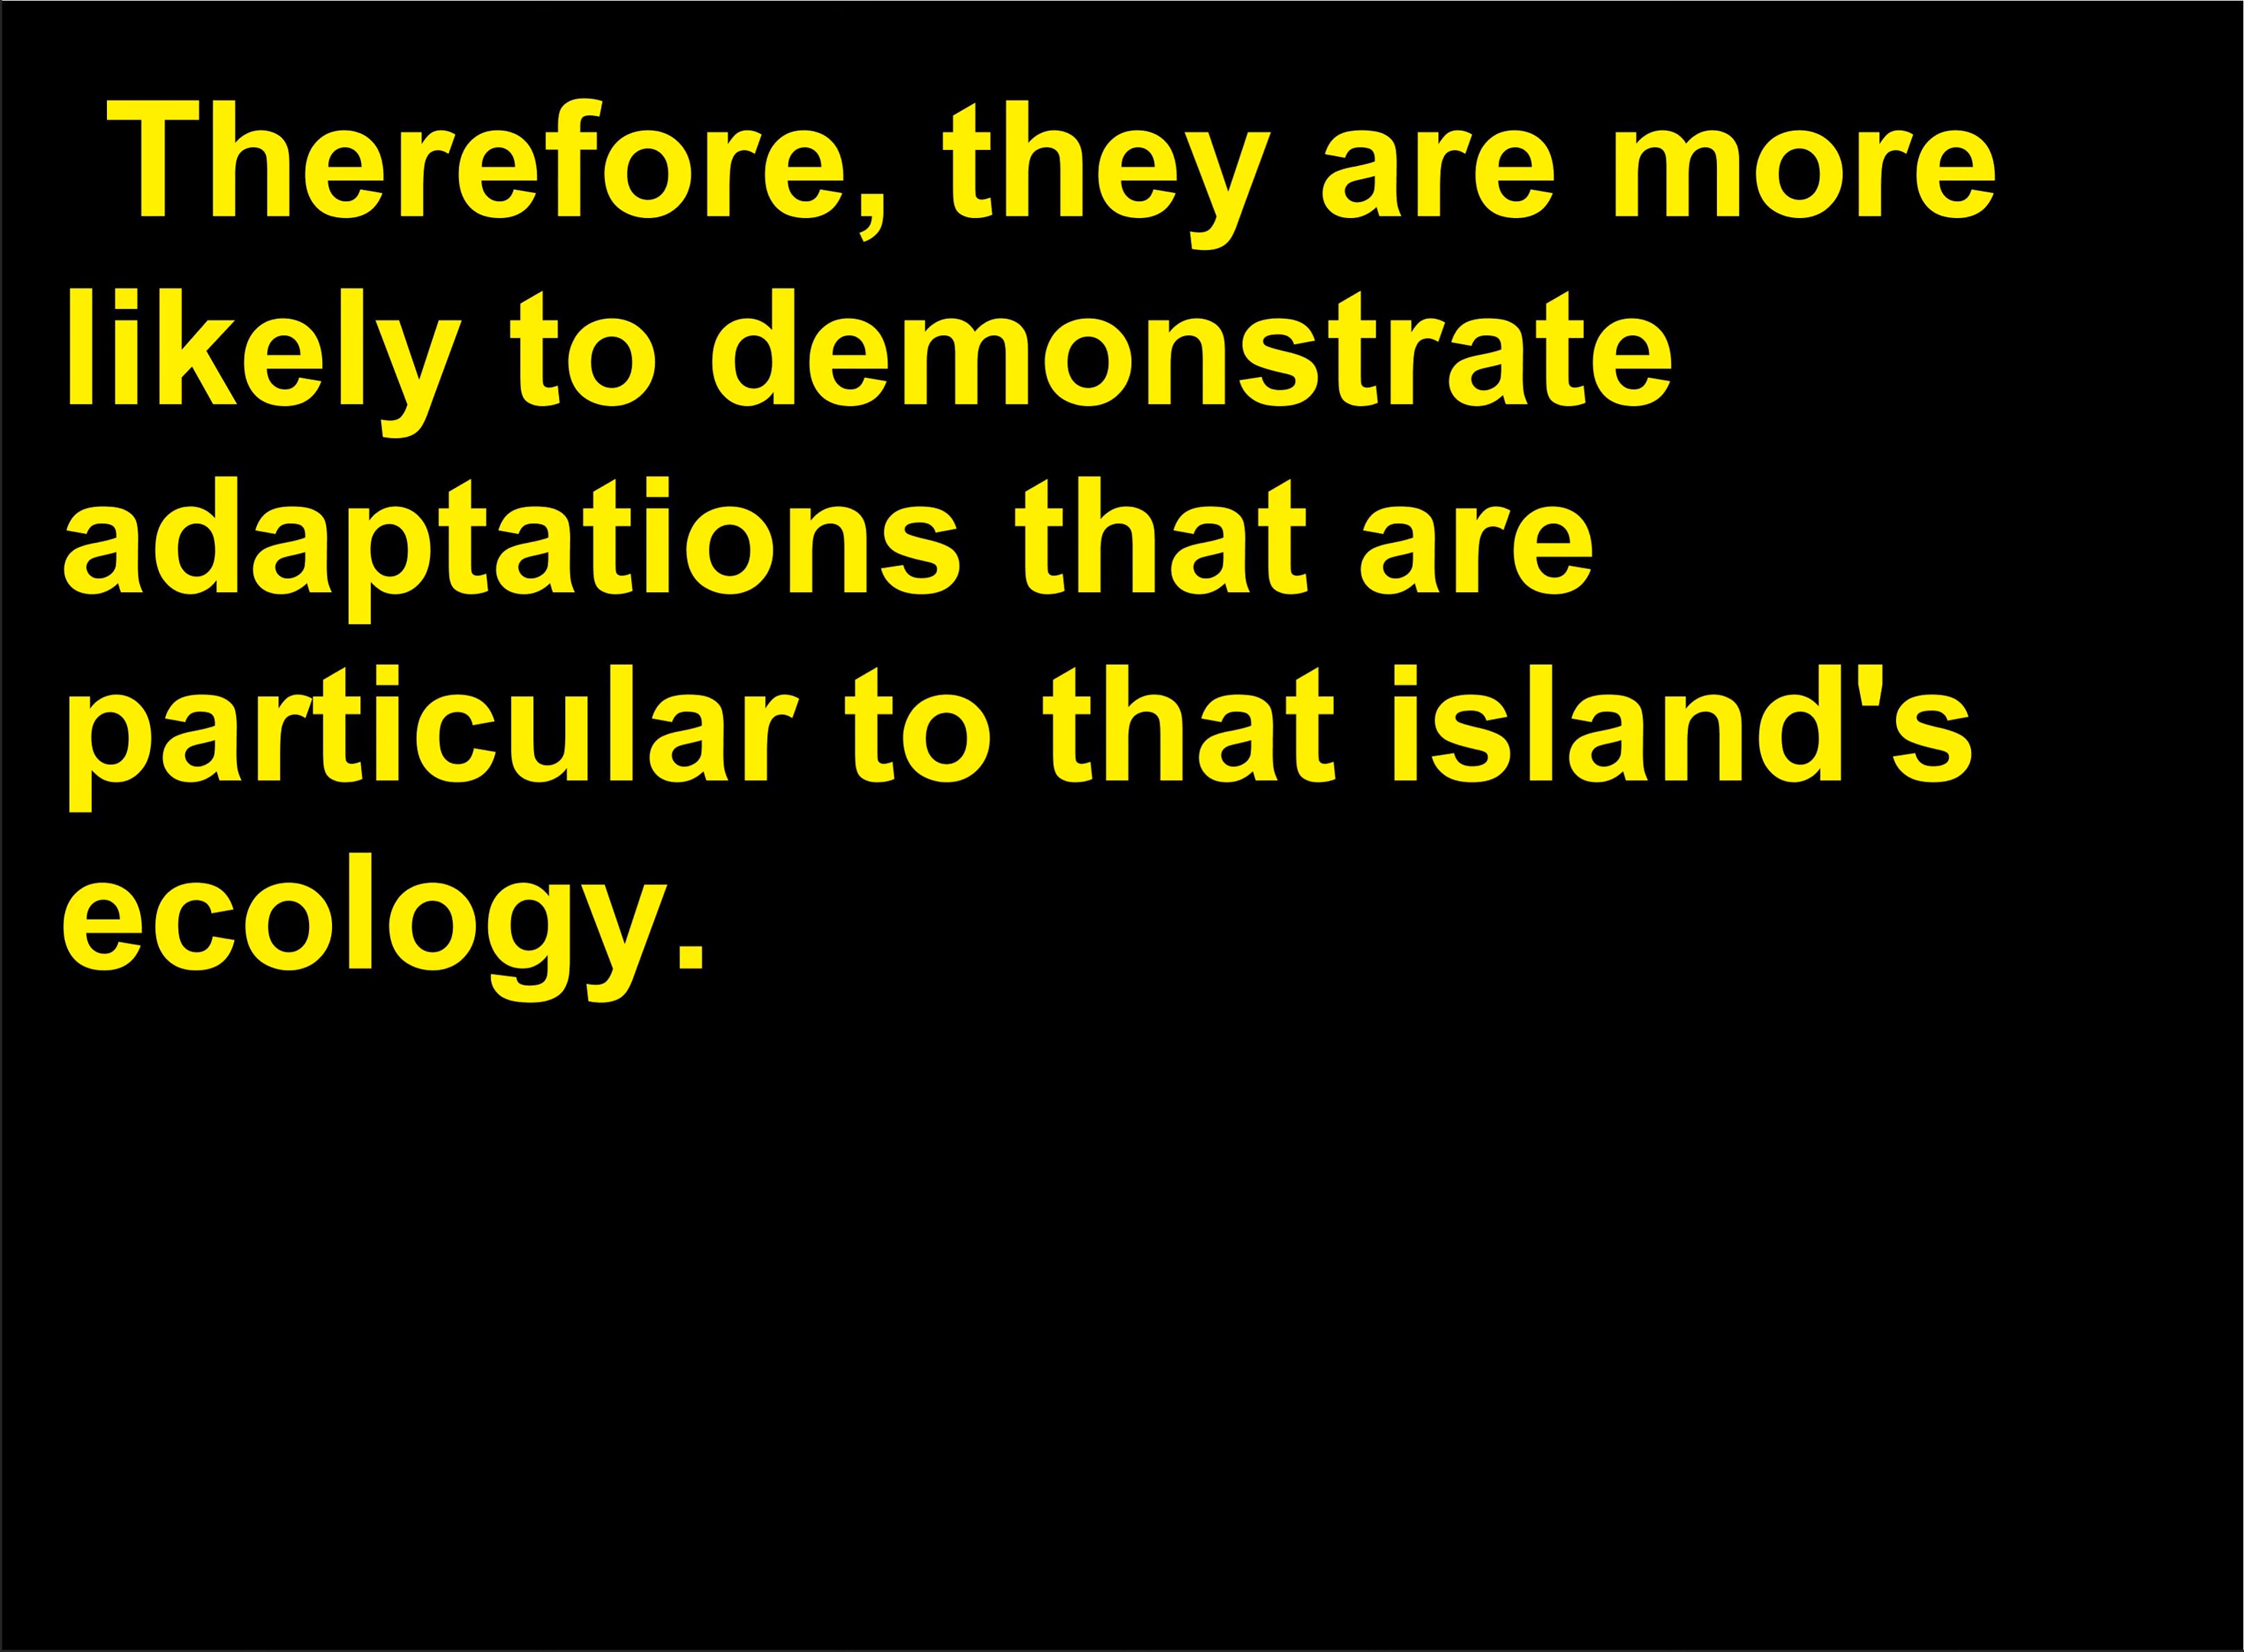 Therefore, they are more
likely to demonstrate
adaptations that are
particular to that island's
ecology.